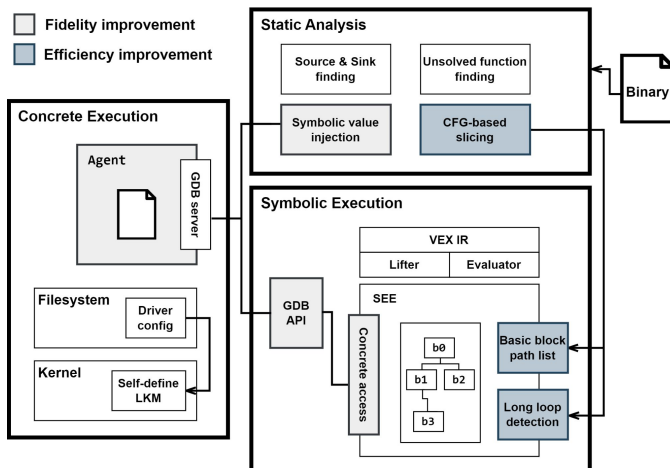 Fidelity improvement
Efficiency improvement
Static Analysis
Source & Sink
finding
Unsolved function
finding
Symbolic value
injection
CFG-based
slicing
Binary
Concrete Execution
Agent
GDB server
Filesystem
Driver
config
Kernel
Self-define
LKM
Symbolic Execution
VEX IR
Lifter
Evaluator
GDB
API
SEE
Concrete access
b0
b1
b2
b3
Basic block
path list
Long loop
detection